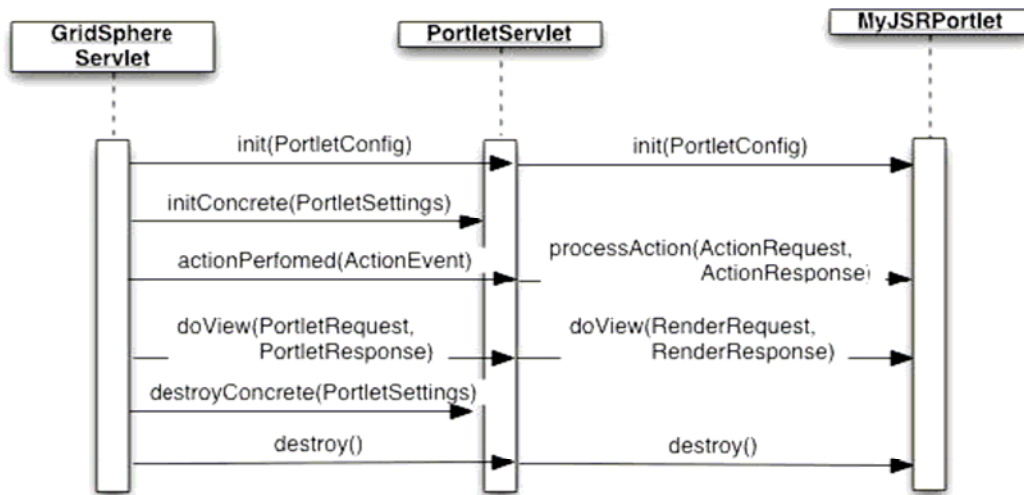 GridSphere
Servlet
PortletServlet
MyJSRPortlet
init(PortletConfig)
init(PortletConfig)
initConcrete(PortletSettings)
actionPerfomed(ActionEvent)
processAction(ActionRequest,
ActionResponse)
doView(PortletRequest,
PortletResponse)
doView(RenderRequest,
RenderResponse)
destroyConcrete(PortletSettings)
destroy()
destroy()